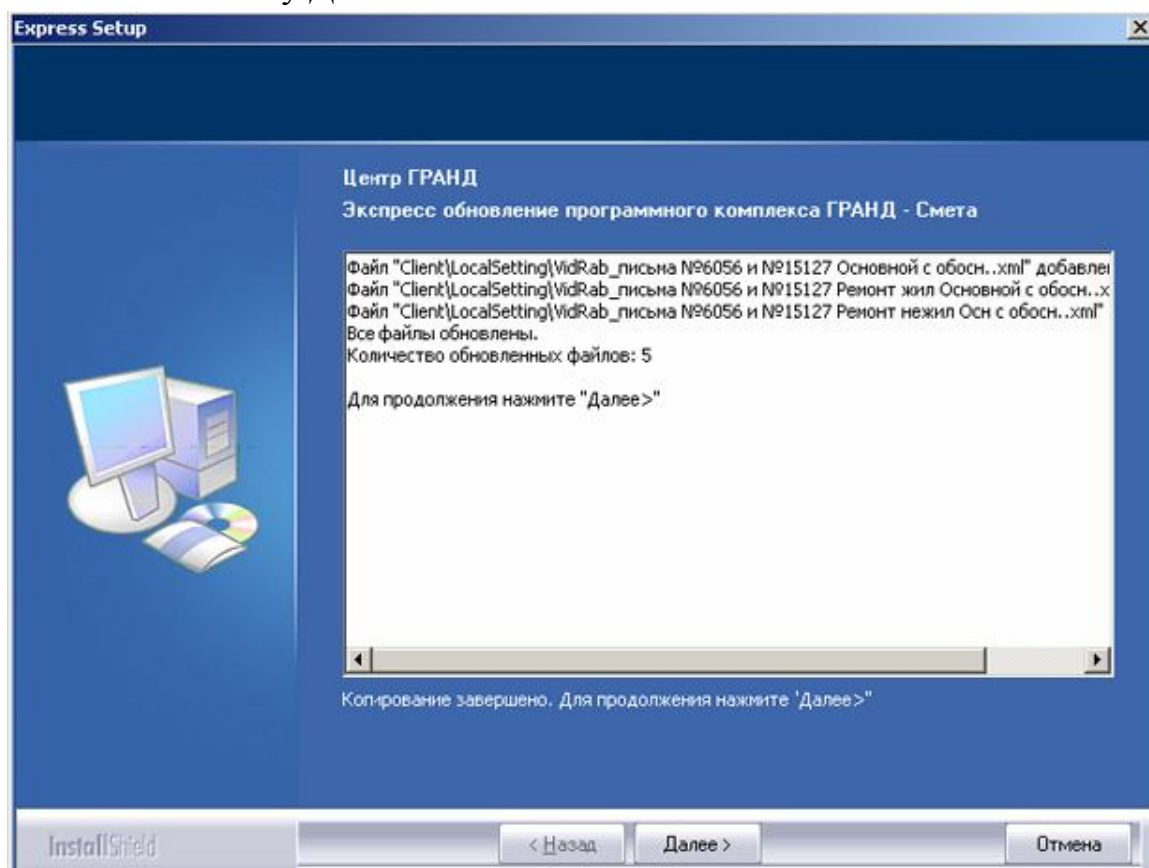 Express Setup
Центр ГРАНД
Экспресс обновление программного комплекса ГРАНД - Смета
Файл "Client\LocalSetting\VidRab_письма №6056 и №15127 Основной с обосн..xml"
Файл "Client\LocalSetting\VidRab_письма №6056 и №15127 Ремонт жил Основной с обосн..x
Файл "Client\LocalSetting\VidRab_письма №6056 и №15127 Ремонт нежил Осн с обосн..xml"
Все файлы обновлены.
Количество обновленных файлов: 5
Для продолжения нажмите "Далее>"
Копирование завершено. Для продолжения нажмите 'Далее>"
InstallShield
< Назад
Далее >
Отмена